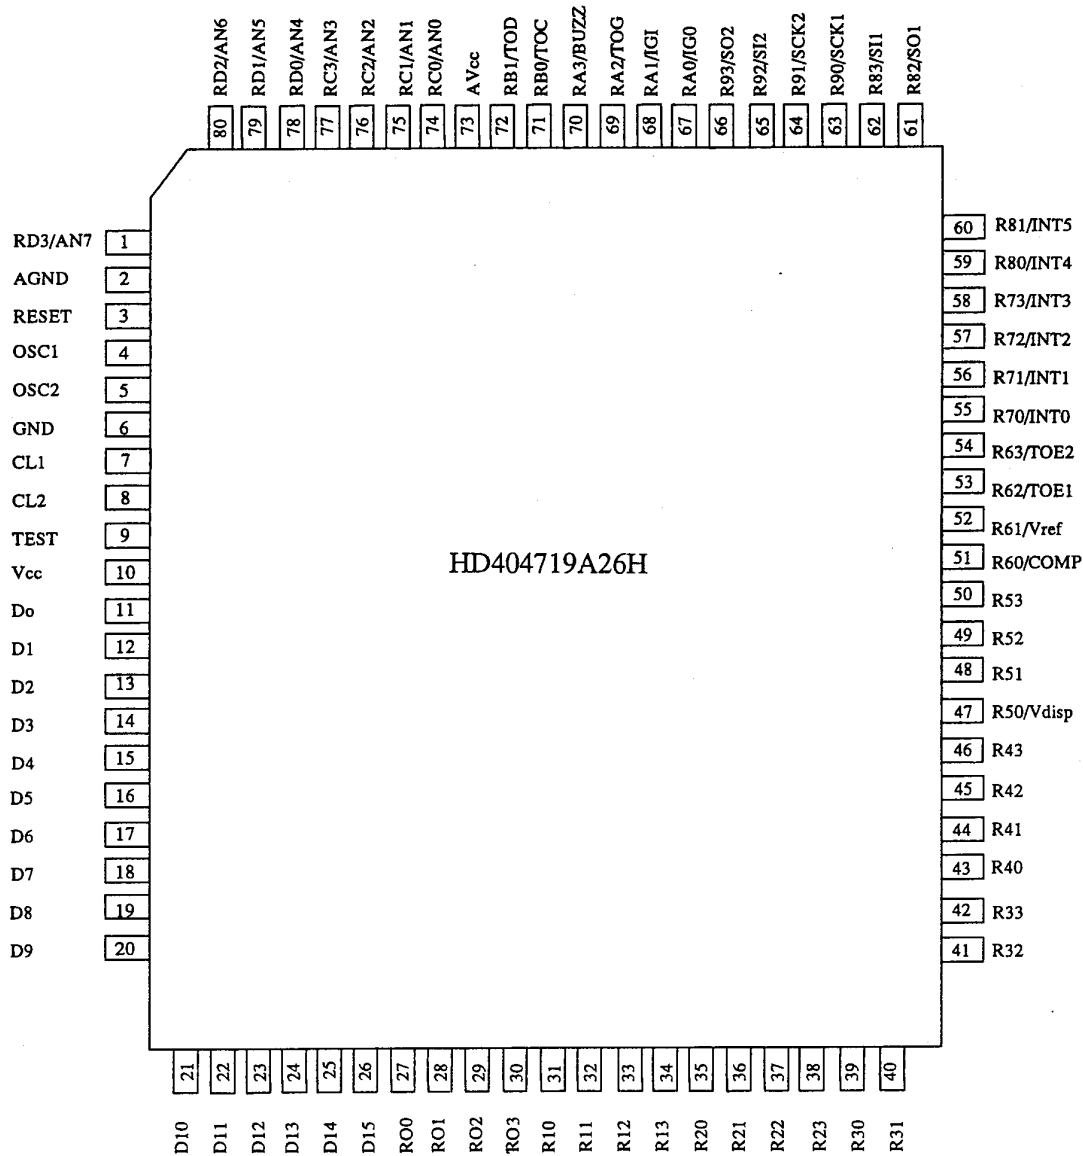 RD2/AN6
RD1/AN5
RD0/AN4
RC3/AN3
RC2/AN2
RC1/AN1
RC0/AN0
AVcc
RB1/TOD
RB0/TOC
RA3/BUZZ
RA2/TOG
RA1/IGI
RA0/IG0
R93/SO2
R92/SI2
R91/SCK2
R90/SCK1
R83/SI1
R82/SO1
80
79
78
77
76
75
74
73
72
71
70
69
68
67
66
65
64
63
62
61
RD3/AN7 1
AGND 2
RESET 3
OSC1 4
OSC2 5
GND 6
CL1 7
CL2 8
TEST 9
Vcc 10
Do 11
D1 12
D2 13
D3 14
D4 15
D5 16
D6 17
D7 18
D8 19
D9 20
HD404719A26H
60 R81/INT5
59 R80/INT4
58 R73/INT3
57 R72/INT2
56 R71/INT1
55 R70/INT0
54 R63/TOE2
53 R62/TOE1
52 R61/Vref
51 R60/COMP
50 R53
49 R52
48 R51
47 R50/Vdisp
46 R43
45 R42
44 R41
43 R40
42 R33
41 R32
21
22
23
24
25
26
27
28
29
30
31
32
33
34
35
36
37
38
39
40
D10
D11
D12
D13
D14
D15
RO0
RO1
RO2
RO3
R10
R11
R12
R13
R20
R21
R22
R23
R30
R31